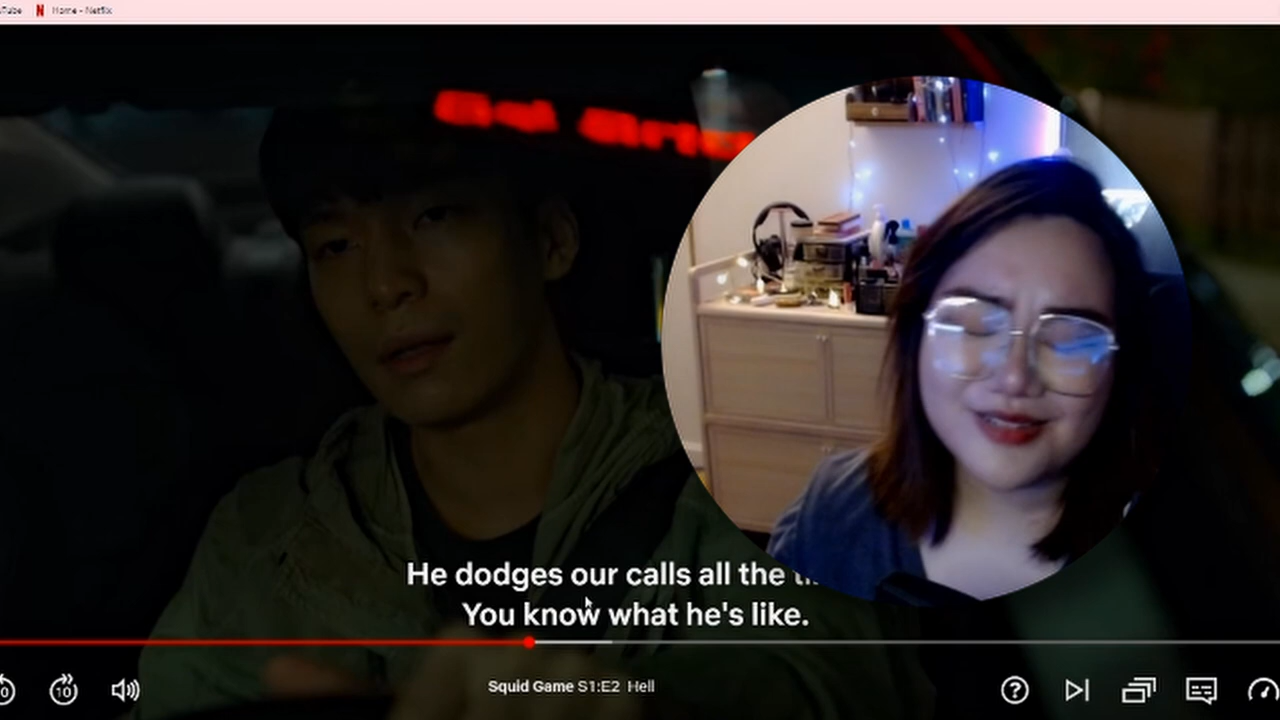 Home - Netflix
He dodges our calls all the
You know what he's like.
10
Squid Game S1:E2 Hell
?